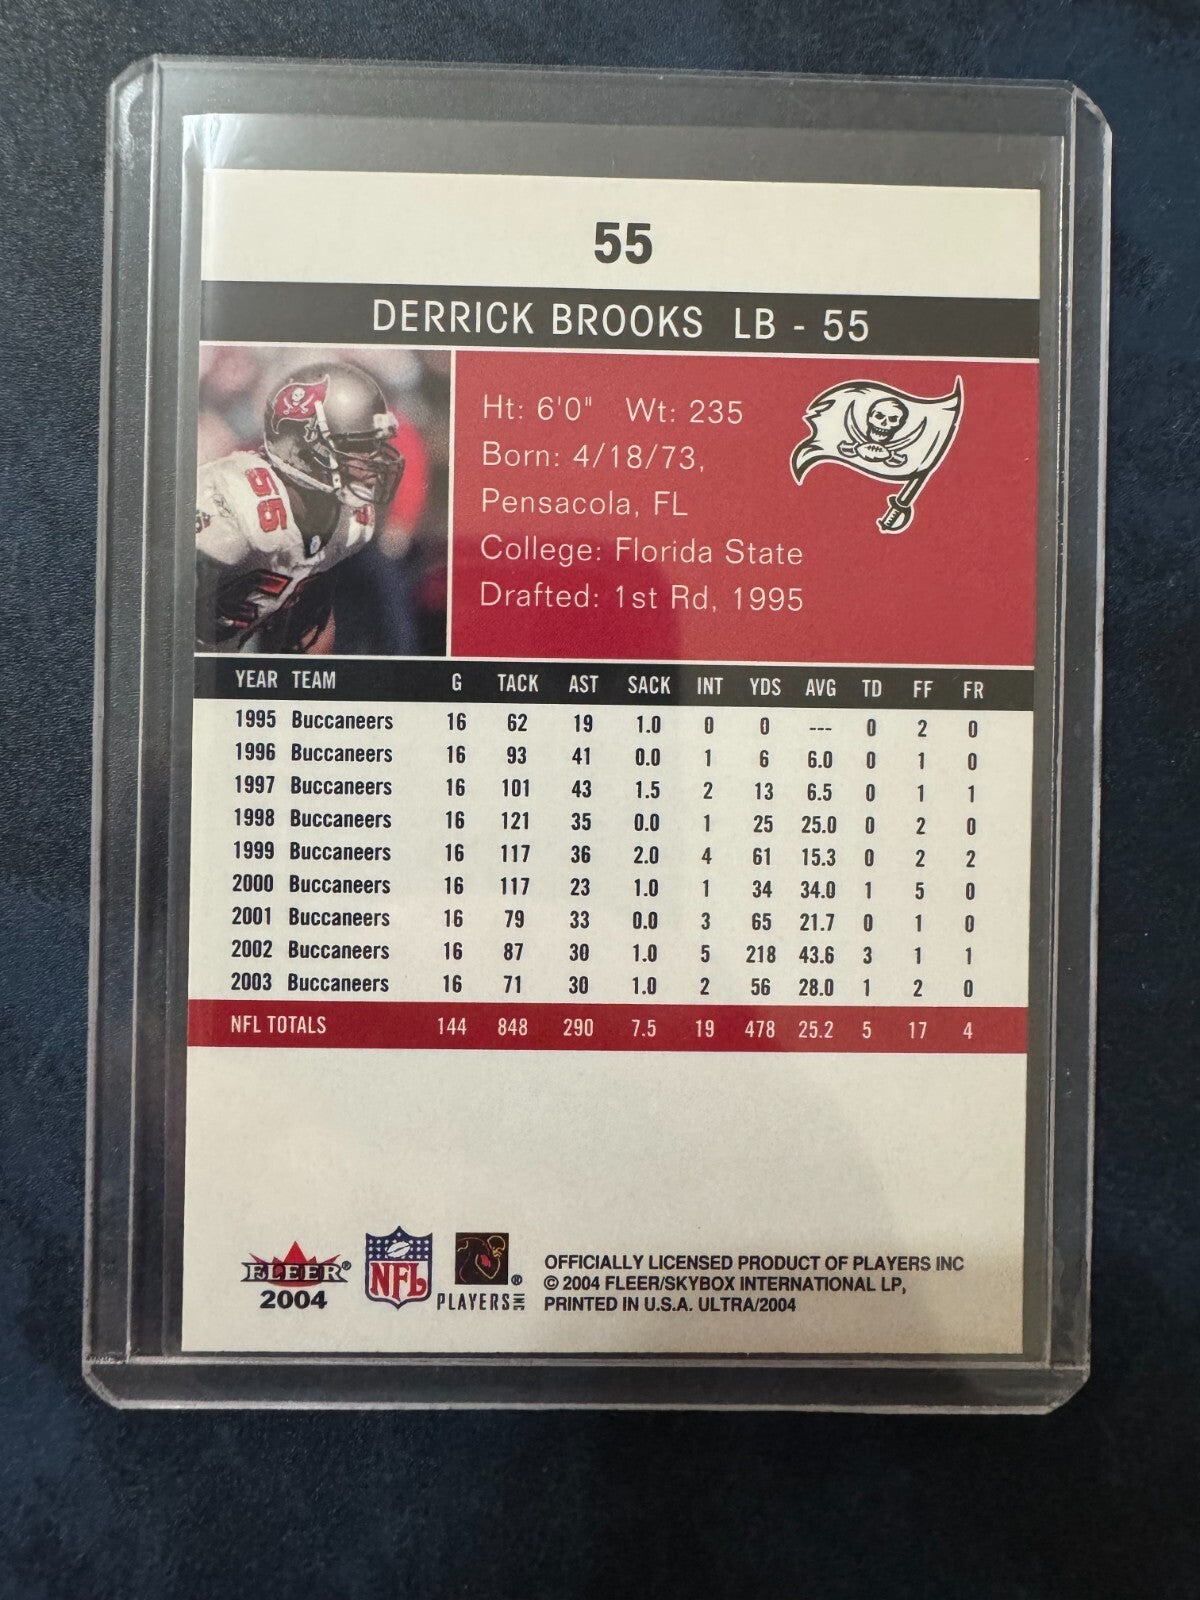 55
DERRICK BROOKS LB - 55
55
Ht: 6'0" Wt: 235
Born: 4/18/73,
Pensacola, FL
College: Florida State
Drafted: 1st Rd, 1995
YEAR TEAM G TACK AST SACK INT YDS AVG TD FF FR
1995 Buccaneers 16 62 19 1.0 0 0 --- 0 2 0
1996 Buccaneers 16 93 41 0.0 1 6 6.0 0 1 0
1997 Buccaneers 16 101 43 1.5 2 13 6.5 0 1 1
1998 Buccaneers 16 121 35 0.0 1 25 25.0 0 2 0
1999 Buccaneers 16 117 36 2.0 4 61 15.3 0 2 2
2000 Buccaneers 16 117 23 1.0 1 34 34.0 1 5 0
2001 Buccaneers 16 79 33 0.0 3 65 21.7 0 1 0
2002 Buccaneers 16 87 30 1.0 5 218 43.6 3 1 1
2003 Buccaneers 16 71 30 1.0 2 56 28.0 1 2 0
NFL TOTALS 144 848 290 7.5 19 478 25.2 5 17 4
FLEER®
2004
NFL
®
PLAYERS INC
OFFICIALLY LICENSED PRODUCT OF PLAYERS INC
© 2004 FLEER/SKYBOX INTERNATIONAL LP,
PRINTED IN U.S.A. ULTRA/2004